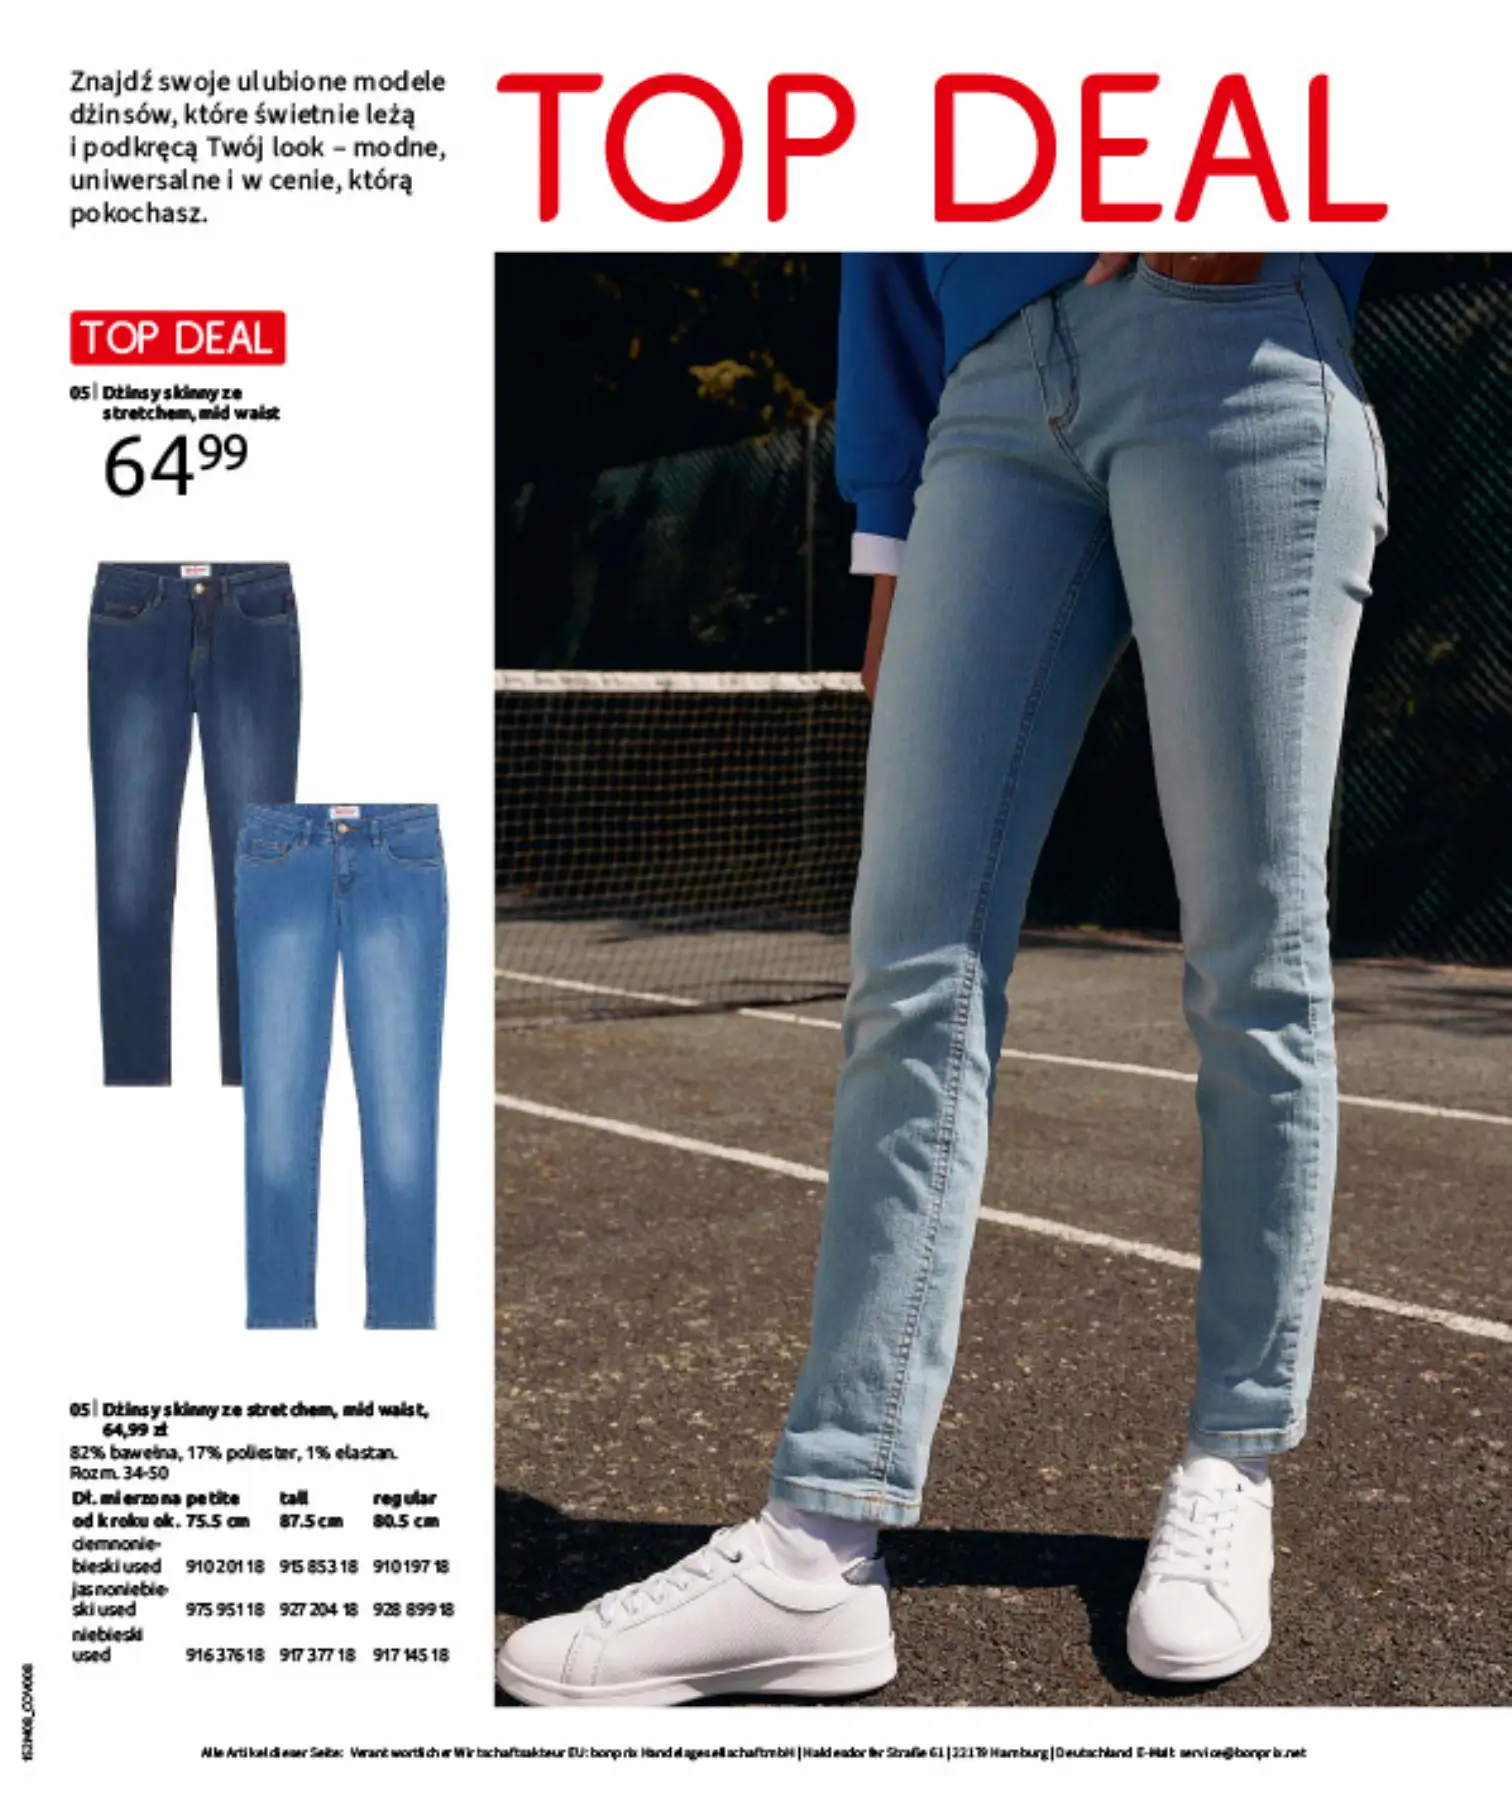 Znajdź swoje ulubione modele
dżinsów, które świetnie leżą
i podkręcą Twój look – modne,
uniwersalne i w cenie, którą
pokochasz.
TOP DEAL
TOP DEAL
05| Dżinsy skinny ze
stretchem, mid waist
64 99
05| Dżinsy skinny ze stretchem, mid waist,
64,99 zł
82% bawełna, 17% poliester, 1% elastan.
Rozm. 34-50
Dł. mierzona petite tall regular
od kroku ok. 75.5 cm 87.5 cm 80.5 cm
ciemnonie-
bieski used 910 201 18 915 853 18 910 197 18
jasnoniebie-
ski used 975 951 18 927 204 18 928 899 18
niebieski
used 916 376 18 917 377 18 917 145 18
Alle Artikel dieser Seite: Verantwortlicher Wirtschaftsakteur EU: bonprix Handelsgesellschaft mbH | Haldesdorfer Straße 61 | 22179 Hamburg | Deutschland E-Mail: service@bonprix.net